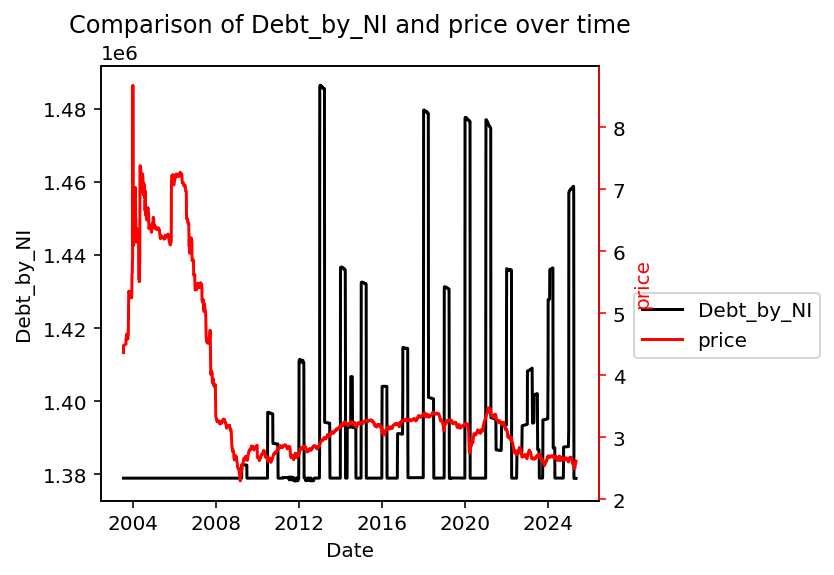 Comparison of Debt_by_NI and price over time
1e6
1.48
1.46
1.44
1.42
1.40
1.38
Debt_by_NI
8
7
6
5
4
3
2
price
Debt_by_NI
price
2004 2008 2012 2016 2020 2024
Date